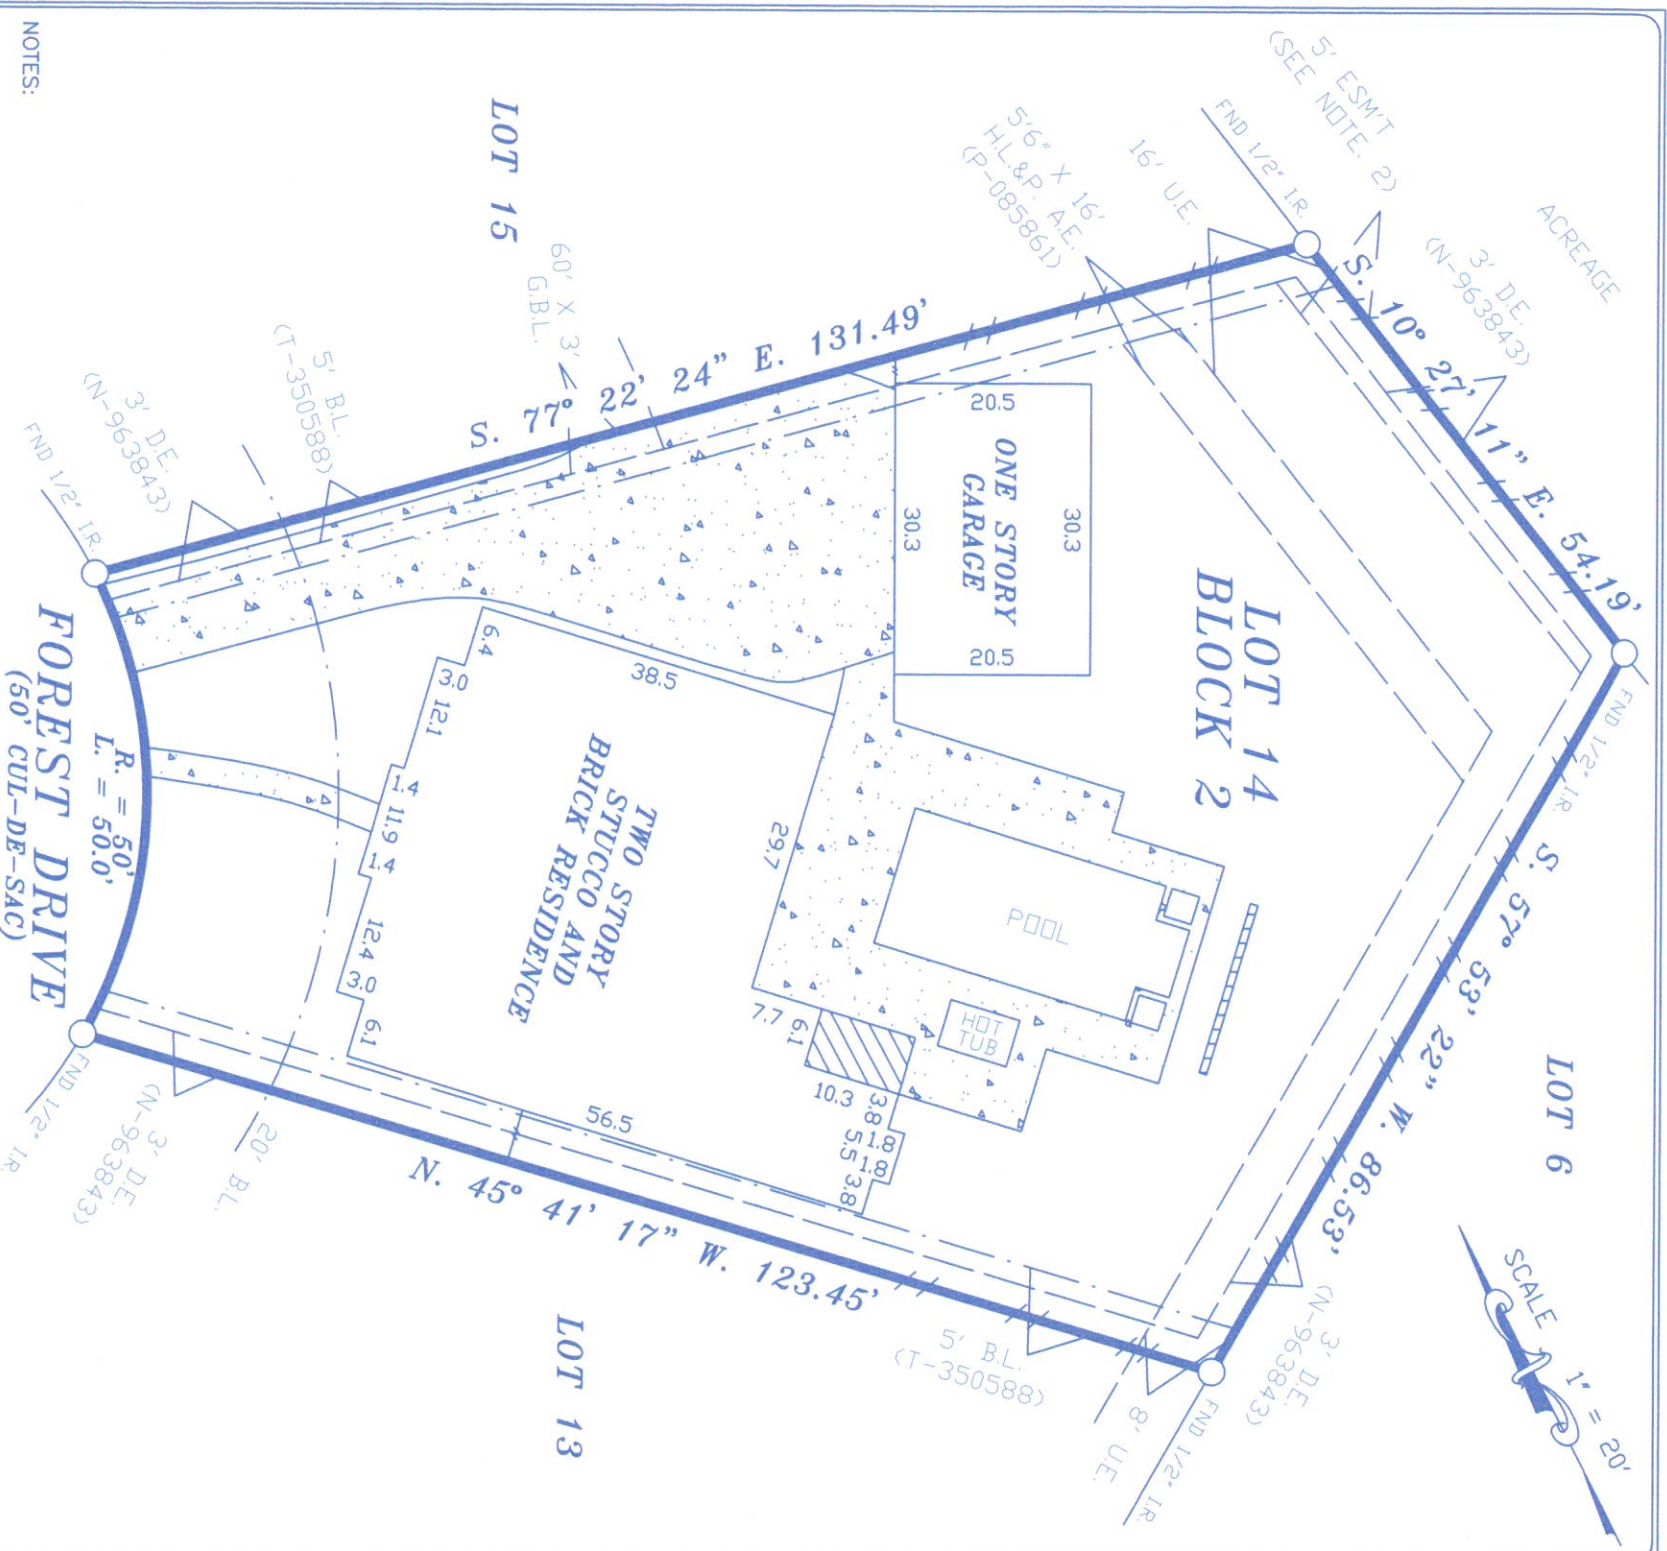 NOTES:
5' ESM'T
(SEE NOTE. 2)
ACREAGE
3' D.E.
(N-963843)
FND 1/2" I.R.
16' U.E.
5'6" X 16'
H.L.&P. A.E.
(P-085861)
LOT 15
60' X 3'
G.B.L.
S. 10° 27' 11" E. 54.19'
S. 77° 22' 24" E. 131.49'
5' B.L.
(T-350588)
3' D.E.
(N-963843)
FND 1/2" I.R.
20.5
30.3
30.3
20.5
ONE STORY
GARAGE
LOT 14
BLOCK 2
FND 1/2" I.R.
S. 57° 53' 22" W. 86.53'
LOT 6
SCALE 1" = 20'
6.4
38.5
3.0
12.1
1.4
11.9
1.4
12.4
3.0
6.1
29.7
TWO STORY
STUCCO AND
BRICK RESIDENCE
POOL
HOT
TUB
7.7
6.1
10.3
3.8
1.8
5.5
1.8
3.8
56.5
R. = 50'
L. = 50.0'
FOREST DRIVE
(50' CUL-DE-SAC)
FND 1/2" I.R.
3' D.E.
(N-963843)
20' B.L.
N. 45° 41' 17" W. 123.45'
LOT 13
5' B.L.
(T-350588)
3' D.E.
(N-963843)
8' U.E.
FND 1/2" I.R.